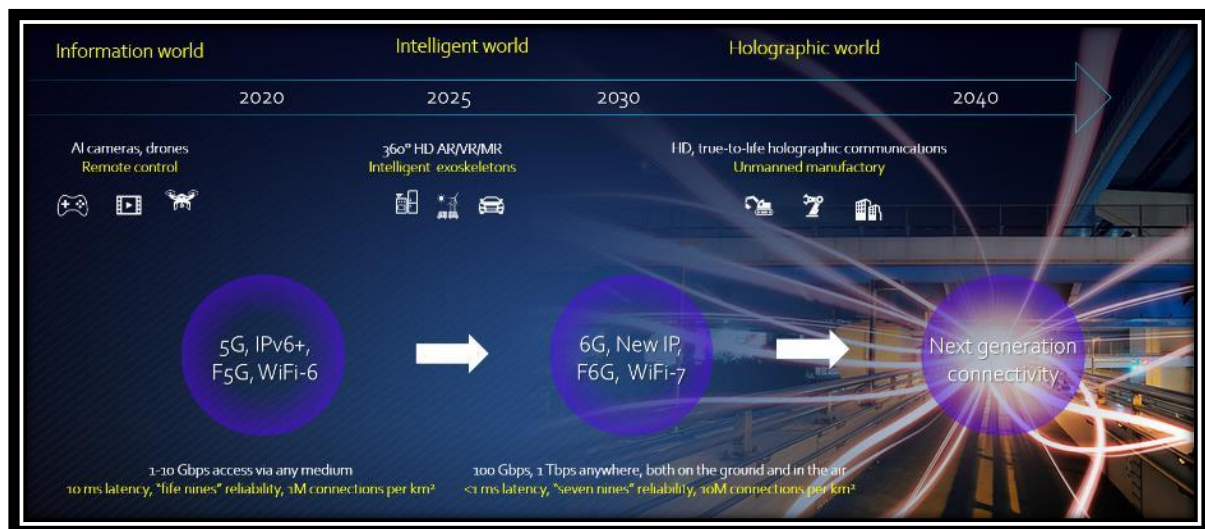 Information world
Intelligent world
Holographic world
2020
2025
2030
2040
AI cameras, drones
Remote control
360° HD AR/VR/MR
Intelligent exoskeletons
HD, true-to-life holographic communications
Unmanned manufactory
5G, IPv6+,
F5G, WiFi-6
6G, New IP,
F6G, WiFi-7
Next generation
connectivity
1-10 Gbps access via any medium
10 ms latency, "fife nines" reliability, 1M connections per km²
100 Gbps, 1 Tbps anywhere, both on the ground and in the air
<1 ms latency, "seven nines" reliability, 10M connections per km²